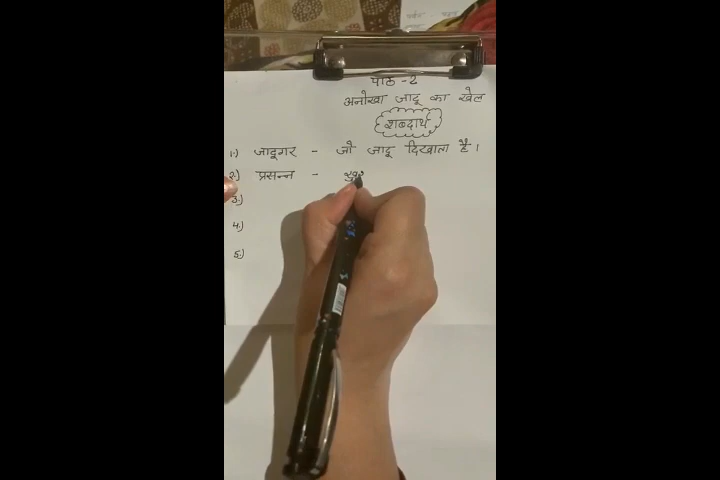 पाठ -2
अनोखा जादू का खेल
शब्दार्थ
1.) जादूगर - जो जादू दिखाता है।
2.) प्रसन्न -
3.)
4.)
5.)